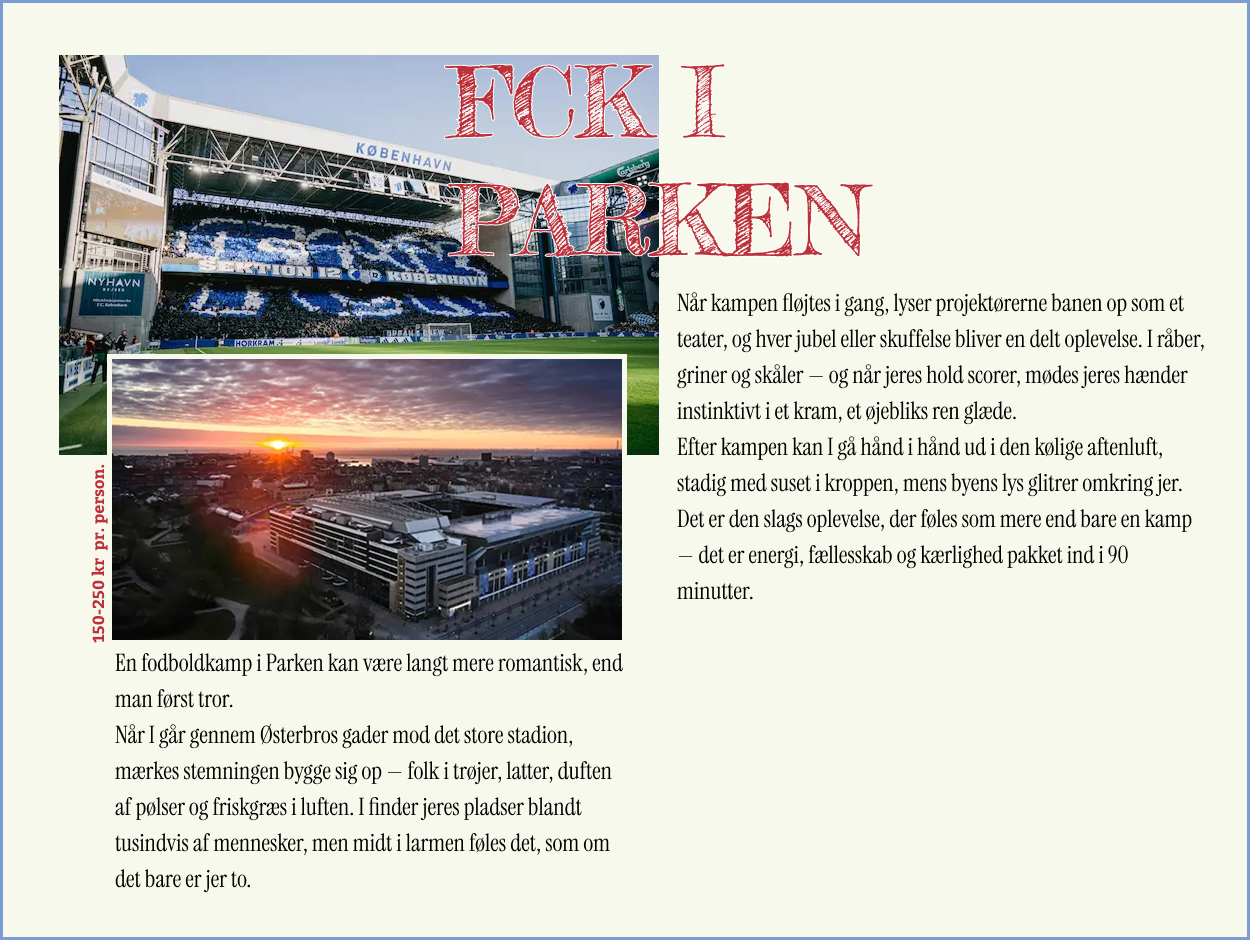 FCK I
PARKEN
KØBENHAVN
Carlsberg
SEKTION 12
KØBENHAVN
NYHAVN
REJSER
HORKRAM
150-250 kr pr. person.
En fodboldkamp i Parken kan være langt mere romantisk, end
man først tror.
Når I går gennem Østerbros gader mod det store stadion,
mærkes stemningen bygge sig op — folk i trøjer, latter, duften
af pølser og friskgræs i luften. I finder jeres pladser blandt
tusindvis af mennesker, men midt i larmen føles det, som om
det bare er jer to.
Når kampen fløjtes i gang, lyser projektørerne banen op som et
teater, og hver jubel eller skuffelse bliver en delt oplevelse. I råber,
griner og skåler — og når jeres hold scorer, mødes jeres hænder
instinktivt i et kram, et øjebliks ren glæde.
Efter kampen kan I gå hånd i hånd ud i den kølige aftenluft,
stadig med suset i kroppen, mens byens lys glitrer omkring jer.
Det er den slags oplevelse, der føles som mere end bare en kamp
— det er energi, fællesskab og kærlighed pakket ind i 90
minutter.